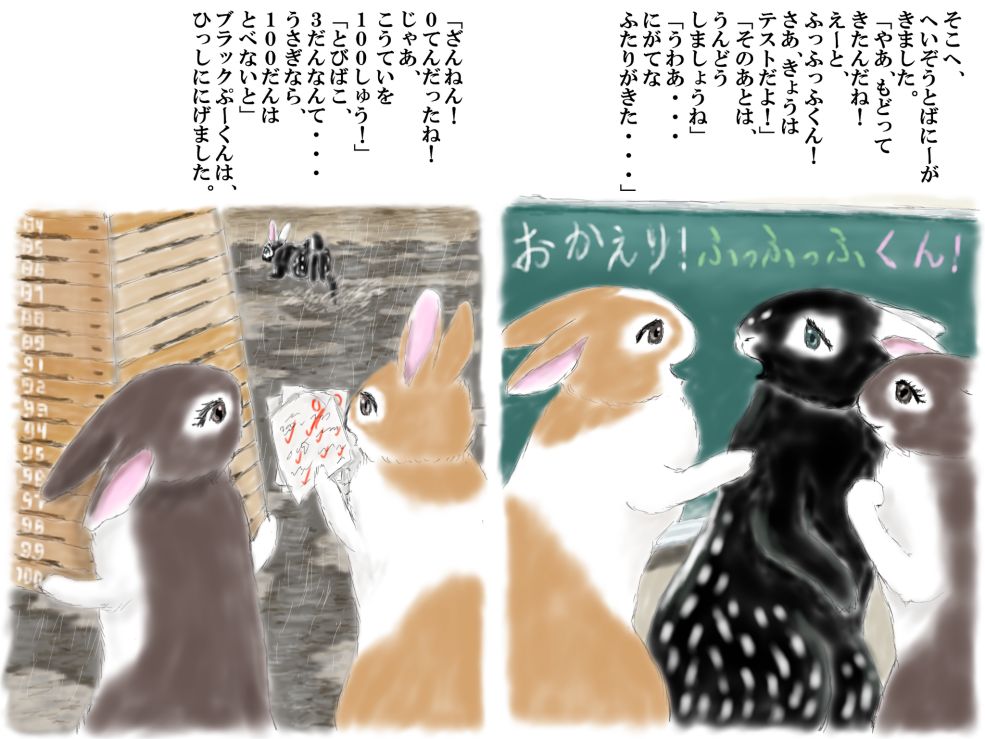 そこへ、
へいぞうとばにーが
きました。
「やあ、もどって
きたんだね！
えーと、
ふっふっふくん！
さあ、きょうは
テストだよ！」
「そのあとは、
うんどう
しましょうね」
「うわあ・・・
にがてな
ふたりがきた・・・」
おかえり！ふっふっふくん！
「ざんねん！
0てんだったね！
じゃあ、
こうていを
100しゅう！」
「とびばこ、
3だんなんて・・・
うさぎなら、
100だんは
とべないと」
ブラックぷーくんは、
ひっしににげました。
84
85
86
87
88
89
91
92
93
94
95
96
97
98
99
100